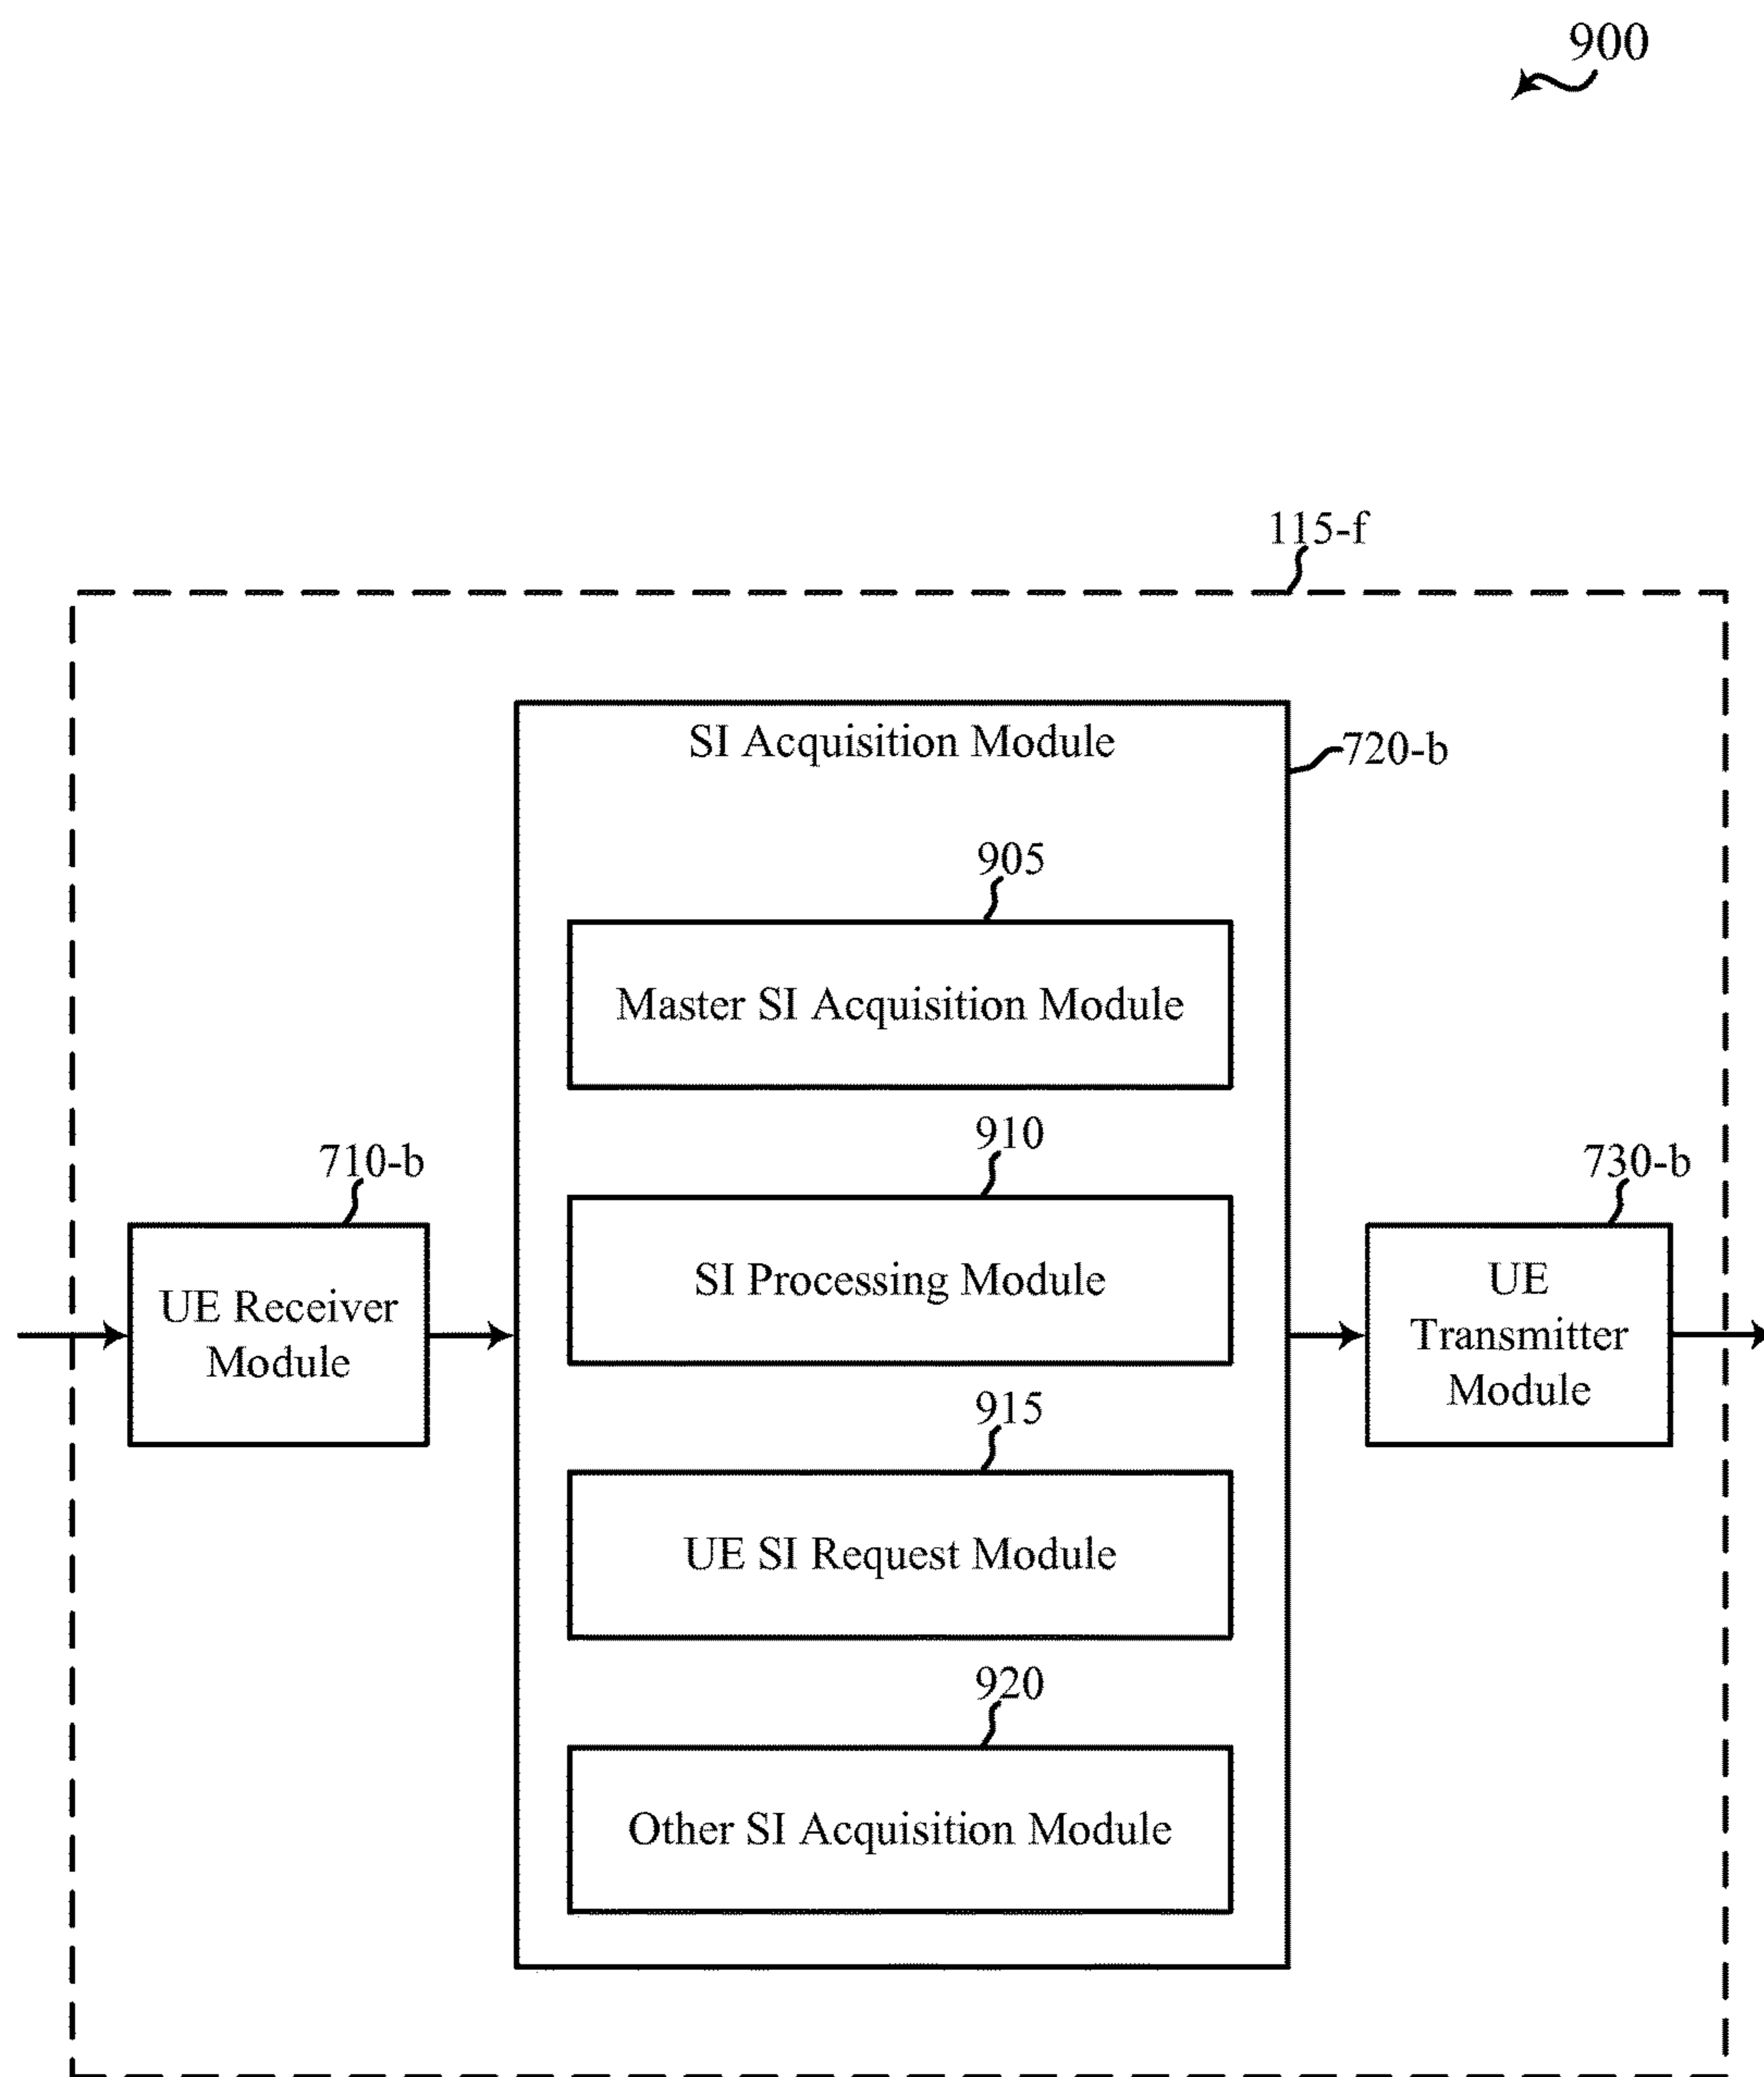 900
115-f
SI Acquisition Module
720-b
905
Master SI Acquisition Module
910
710-b
730-b
SI Processing Module
UE Receiver
Module
UE
Transmitter
Module
915
UE SI Request Module
920
Other SI Acquisition Module